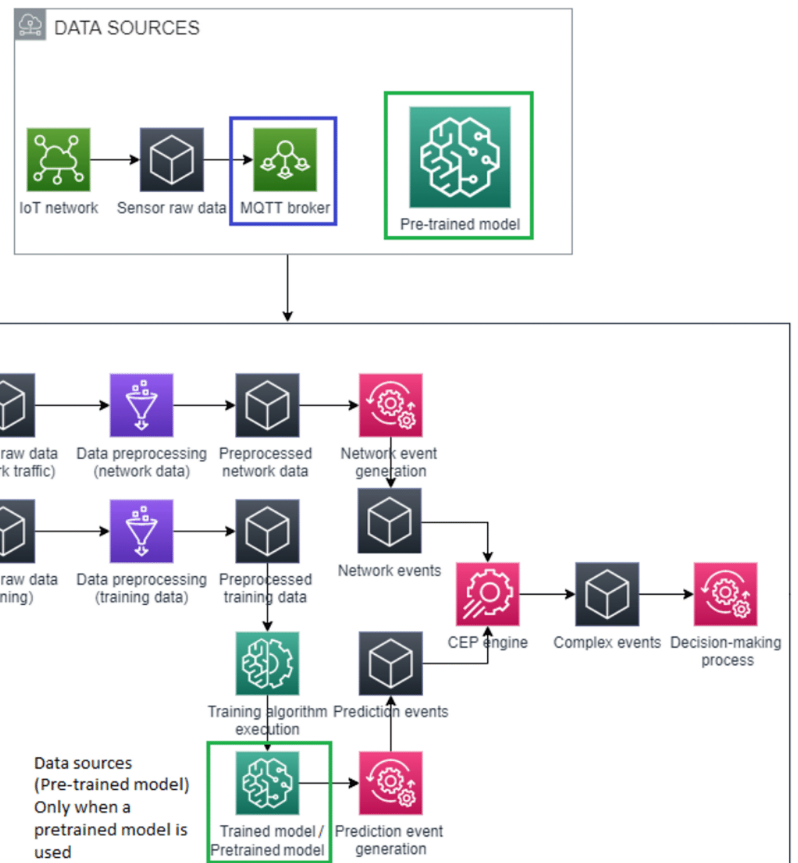 DATA SOURCES
IoT network
Sensor raw data
MQTT broker
Pre-trained model
raw data
k traffic)
Data preprocessing
(network data)
Preprocessed
network data
Network event
generation
Network events
raw data
ning)
Data preprocessing
(training data)
Preprocessed
training data
CEP engine
Complex events
Decision-making
process
Training algorithm
execution
Prediction events
Data sources
(Pre-trained model)
Only when a
pretrained model is
used
Trained model /
Pretrained model
Prediction event
generation